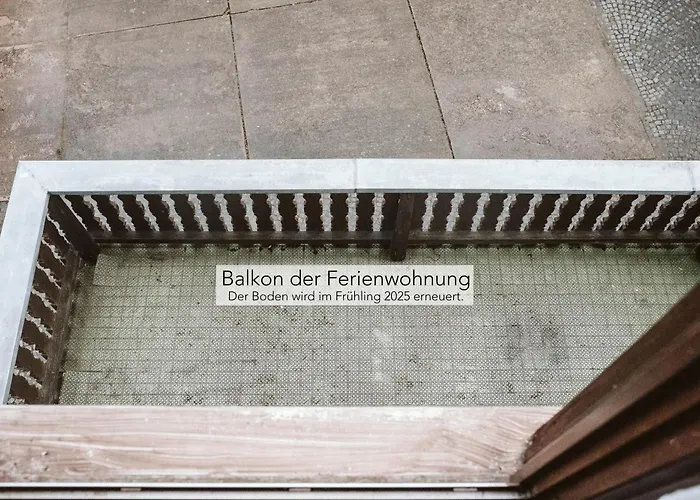 Balkon der Ferienwohnung
Der Boden wird im Frühling 2025 erneuert.